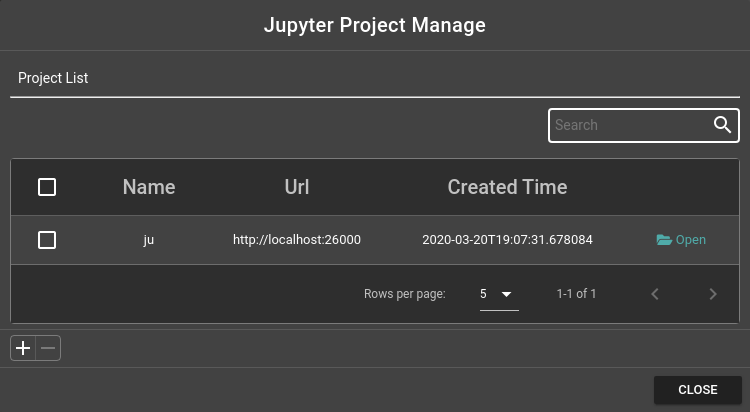 Jupyter Project Manage
Project List
Search
Name Url Created Time
ju http://localhost:26000 2020-03-20T19:07:31.678084 Open
Rows per page: 5 1-1 of 1
CLOSE